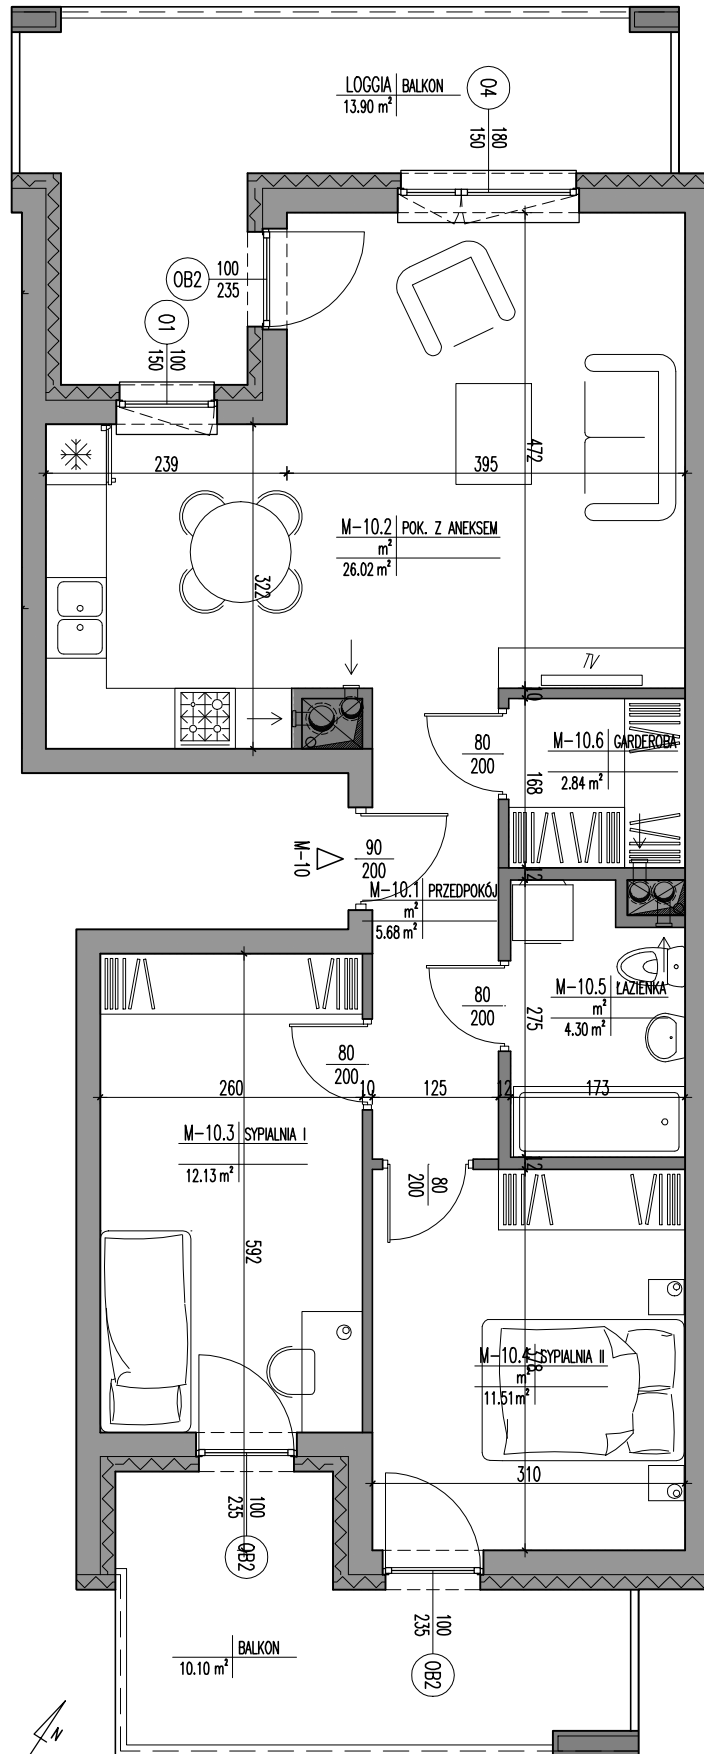 LOGGIA BALKON
13.90 m²
04
180
150
OB2
100
235
01
100
150
239
395
472
M-10.2 POK. Z ANEKSEM
m²
26.02 m²
322
TV
10
80
200
M-10.6 GARDEROBA
2.84 m²
168
M-10
90
200
12
M-10.1 PRZEDPOKÓJ
m²
5.68 m²
80
200
M-10.5 ŁAZIENKA
m²
4.30 m²
275
80
200
260
10
125
12
173
M-10.3 SYPIALNIA I
12.13 m²
12
80
200
592
M-10.4 SYPIALNIA II
m²
11.51 m²
378
310
100
235
OB2
100
235
OB2
BALKON
10.10 m²
N